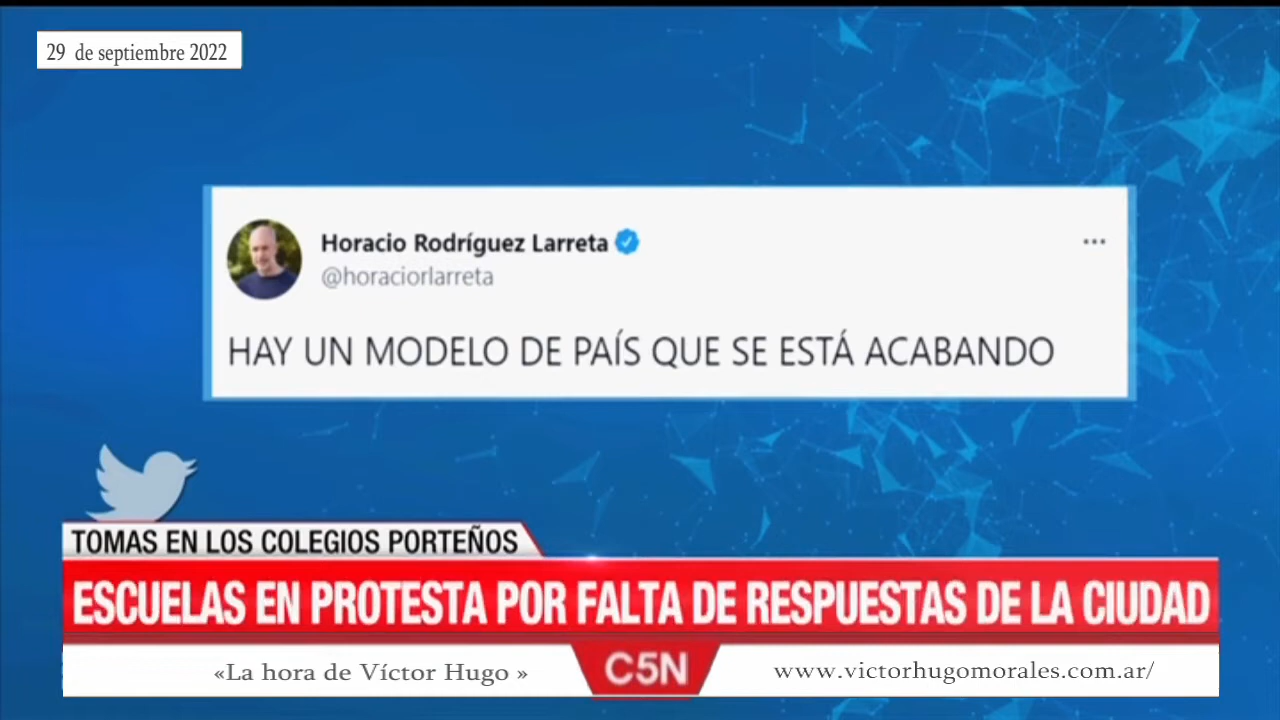 29 de septiembre 2022
Horacio Rodríguez Larreta
@horaciorlarreta
HAY UN MODELO DE PAÍS QUE SE ESTÁ ACABANDO
TOMAS EN LOS COLEGIOS PORTEÑOS
ESCUELAS EN PROTESTA POR FALTA DE RESPUESTAS DE LA CIUDAD
«La hora de Víctor Hugo » C5N www.victorhugomorales.com.ar/